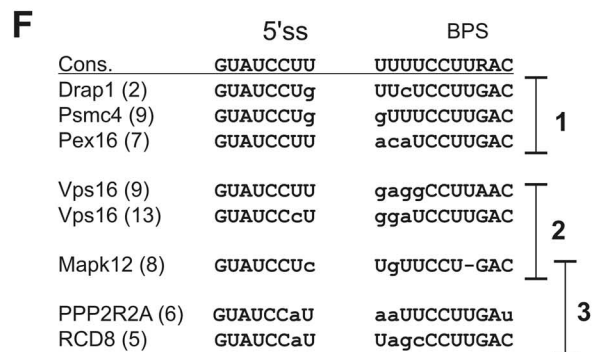 F
5'ss BPS
Cons. GUAUCCUU UUUUCCUURAC
Drap1 (2) GUAUCCUg UUcUCCUUGAC
Psmc4 (9) GUAUCCUg gUUUCCUUGAC
1
Pex16 (7) GUAUCCUU acaUCCUUGAC
Vps16 (9) GUAUCCUU gaggCCUUAAC
Vps16 (13) GUAUCCcU ggaUCCUUGAC
2
Mapk12 (8) GUAUCCUc UgUUCCU-GAC
PPP2R2A (6) GUAUCCaU aaUUCCUUGAu
3
RCD8 (5) GUAUCCaU UagcCCUUGAC